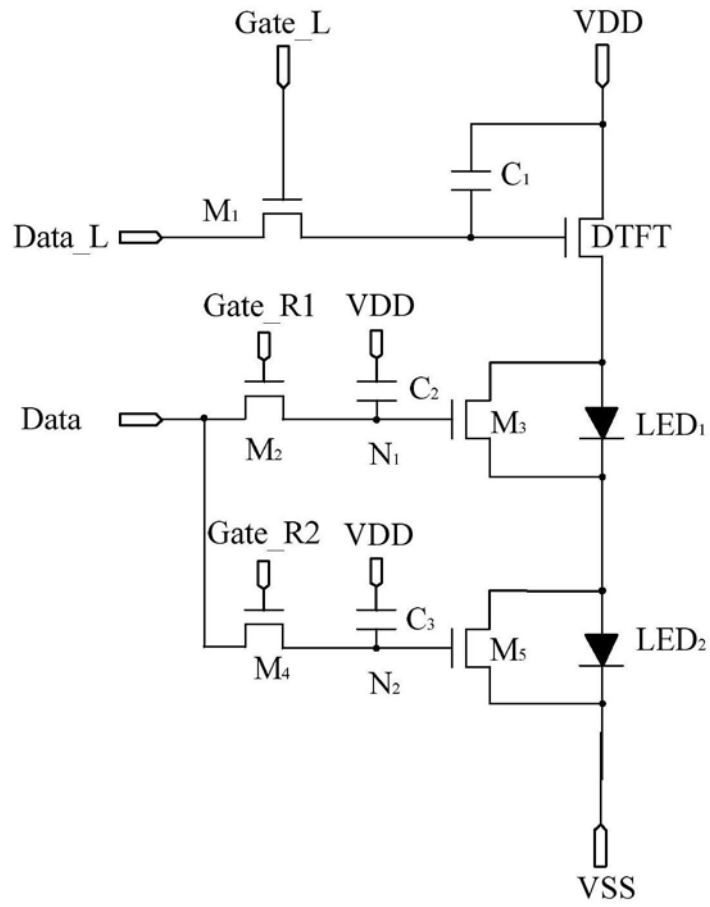 Gate_L
VDD
C1
M1
Data_L
DTFT
Gate_R1
VDD
C2
Data
M3
LED1
M2
N1
Gate_R2
VDD
C3
M5
LED2
M4
N2
VSS